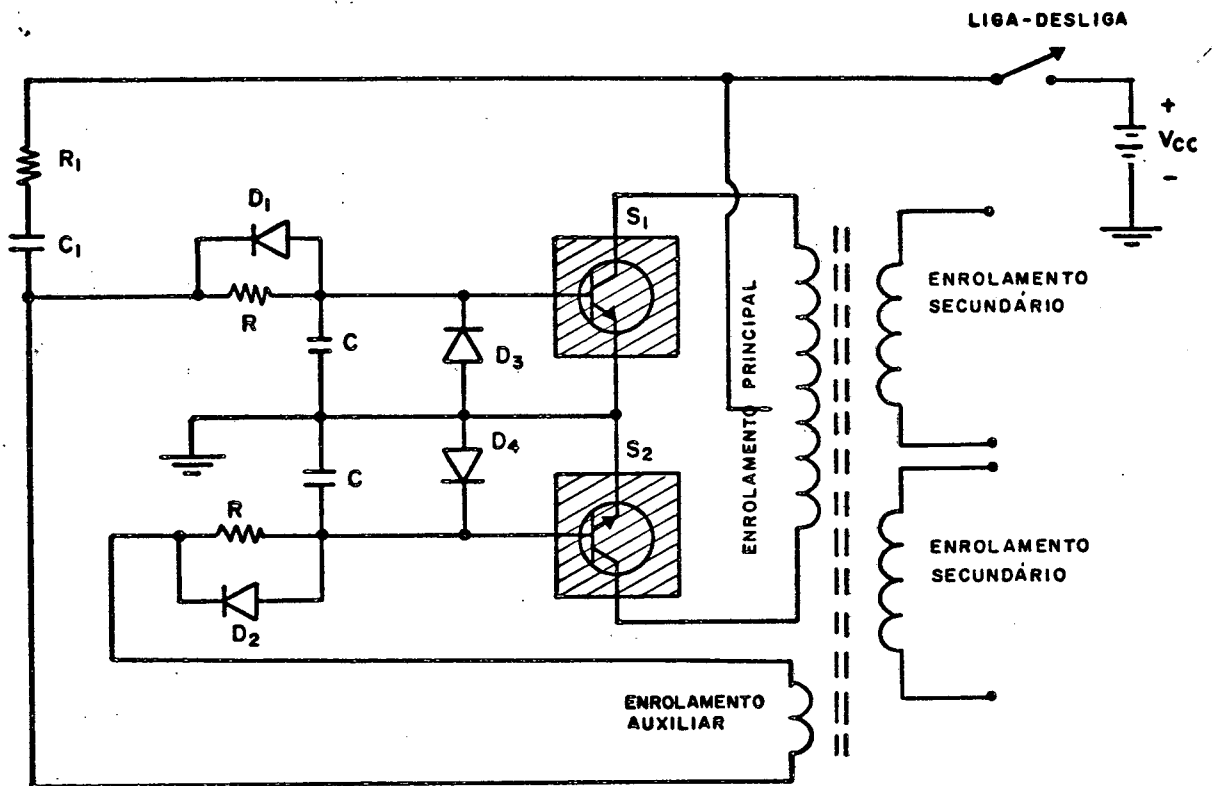 LIGA-DESLIGA
+
VCC
-
R1
C1
D1
R
C
D3
S1
ENROLAMENTO PRINCIPAL
ENROLAMENTO
SECUNDÁRIO
D4
S2
C
R
D2
ENROLAMENTO
SECUNDÁRIO
ENROLAMENTO
AUXILIAR